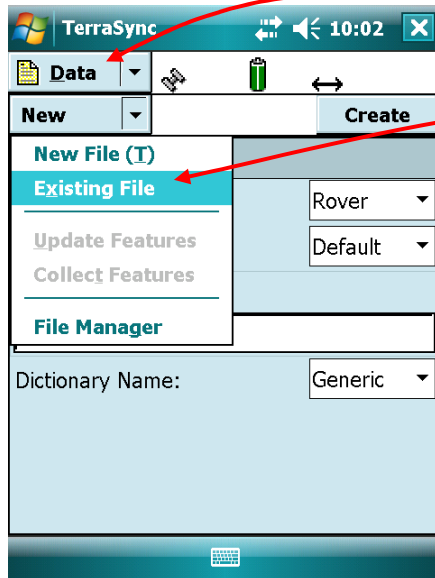 TerraSync 10:02
Data
New Create
New File (T)
Existing File
Rover
Update Features Default
Collect Features
File Manager
Dictionary Name: Generic